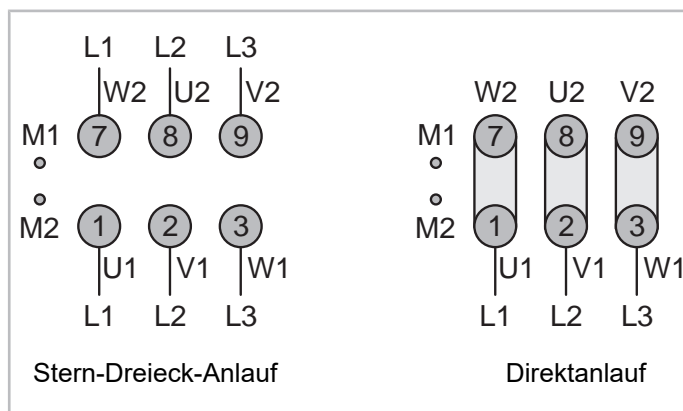 L1 L2 L3
W2 U2 V2
M1 7 8 9
M2 1 2 3
U1 V1 W1
L1 L2 L3
Stern-Dreieck-Anlauf
W2 U2 V2
M1 7 8 9
M2 1 2 3
U1 V1 W1
L1 L2 L3
Direktanlauf